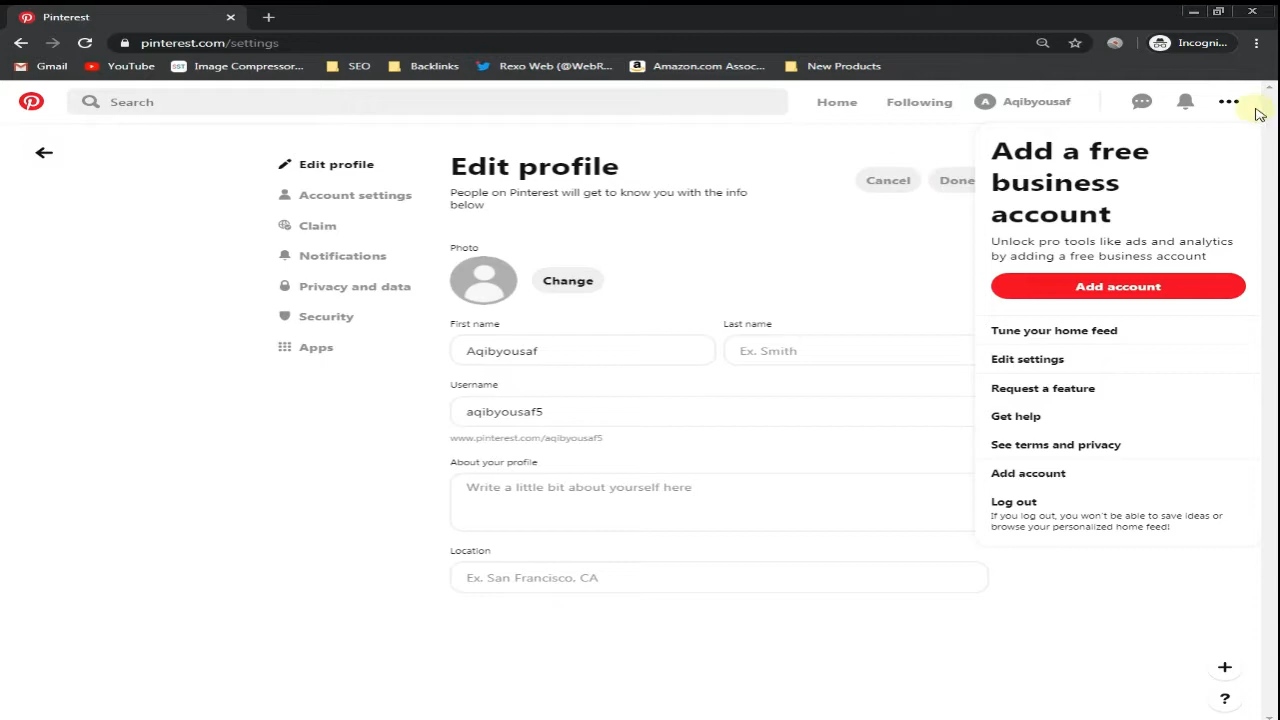 Pinterest
pinterest.com/settings
Incogni...
Gmail
YouTube
SST
Image Compressor...
SEO
Backlinks
Rexo Web (@WebR...
Amazon.com Assoc...
New Products
Search
Home
Following
A
Aqibyousaf
Edit profile
Account settings
Claim
Notifications
Privacy and data
Security
Apps
Edit profile
People on Pinterest will get to know you with the info
below
Cancel
Done
Photo
Change
First name
Last name
Aqibyousaf
Ex. Smith
Username
aqibyousaf5
www.pinterest.com/aqibyousaf5
About your profile
Write a little bit about yourself here
Location
Ex. San Francisco, CA
Add a free
business
account
Unlock pro tools like ads and analytics
by adding a free business account
Add account
Tune your home feed
Edit settings
Request a feature
Get help
See terms and privacy
Add account
Log out
If you log out, you won't be able to save ideas or
browse your personalized home feed!
?